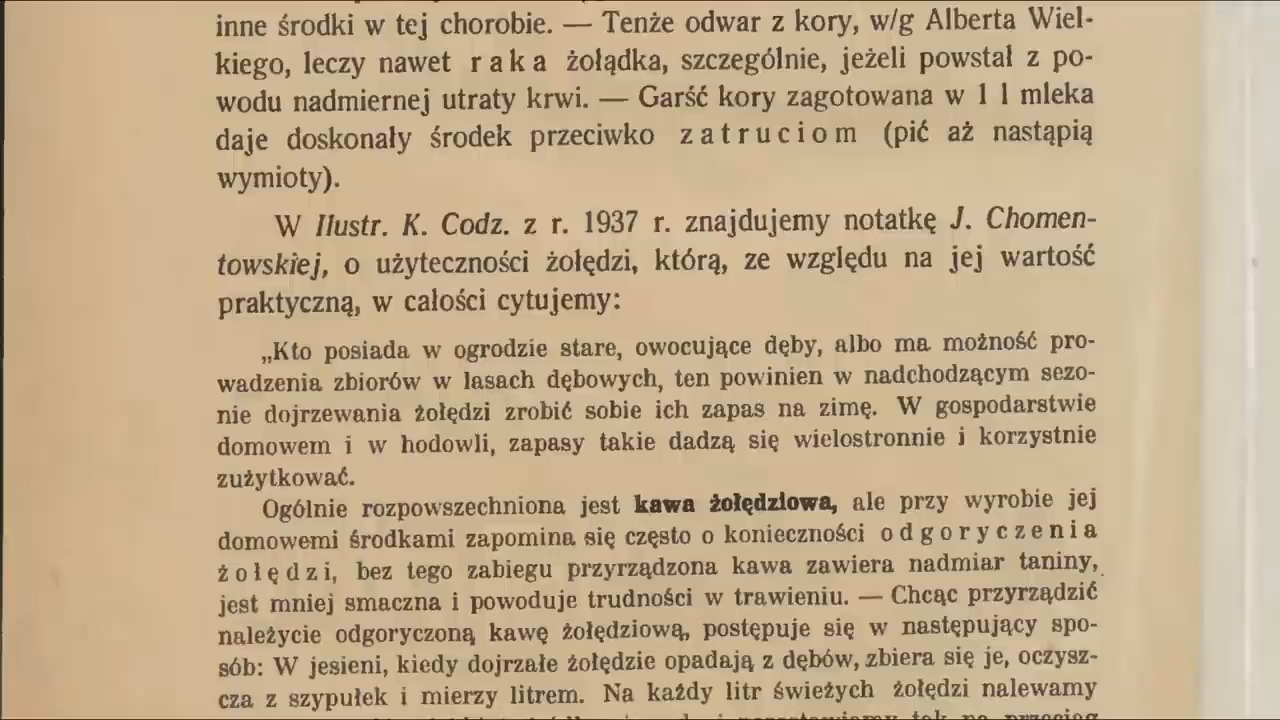 inne środki w tej chorobie. — Tenże odwar z kory, w/g Alberta Wiel-
kiego, leczy nawet raka żołądka, szczególnie, jeżeli powstał z po-
wodu nadmiernej utraty krwi. — Garść kory zagotowana w 1 l mleka
daje doskonały środek przeciwko zatruciom (pić aż nastąpią
wymioty).
W Ilustr. K. Codz. z r. 1937 r. znajdujemy notatkę J. Chomen-
towskiej, o użyteczności żołędzi, którą, ze względu na jej wartość
praktyczną, w całości cytujemy:
„Kto posiada w ogrodzie stare, owocujące dęby, albo ma możność pro-
wadzenia zbiorów w lasach dębowych, ten powinien w nadchodzącym sezo-
nie dojrzewania żołędzi zrobić sobie ich zapas na zimę. W gospodarstwie
domowem i w hodowli, zapasy takie dadzą się wielostronnie i korzystnie
zużytkować.
Ogólnie rozpowszechniona jest kawa żołędziowa, ale przy wyrobie jej
domowemi środkami zapomina się często o konieczności odgoryczenia
żołędzi, bez tego zabiegu przyrządzona kawa zawiera nadmiar taniny,
jest mniej smaczna i powoduje trudności w trawieniu. — Chcąc przyrządzić
należycie odgoryczoną kawę żołędziową, postępuje się w następujący spo-
sób: W jesieni, kiedy dojrzałe żołędzie opadają z dębów, zbiera się je, oczysz-
cza z szypułek i mierzy litrem. Na każdy litr świeżych żołędzi nalewamy
tak na przeciąg